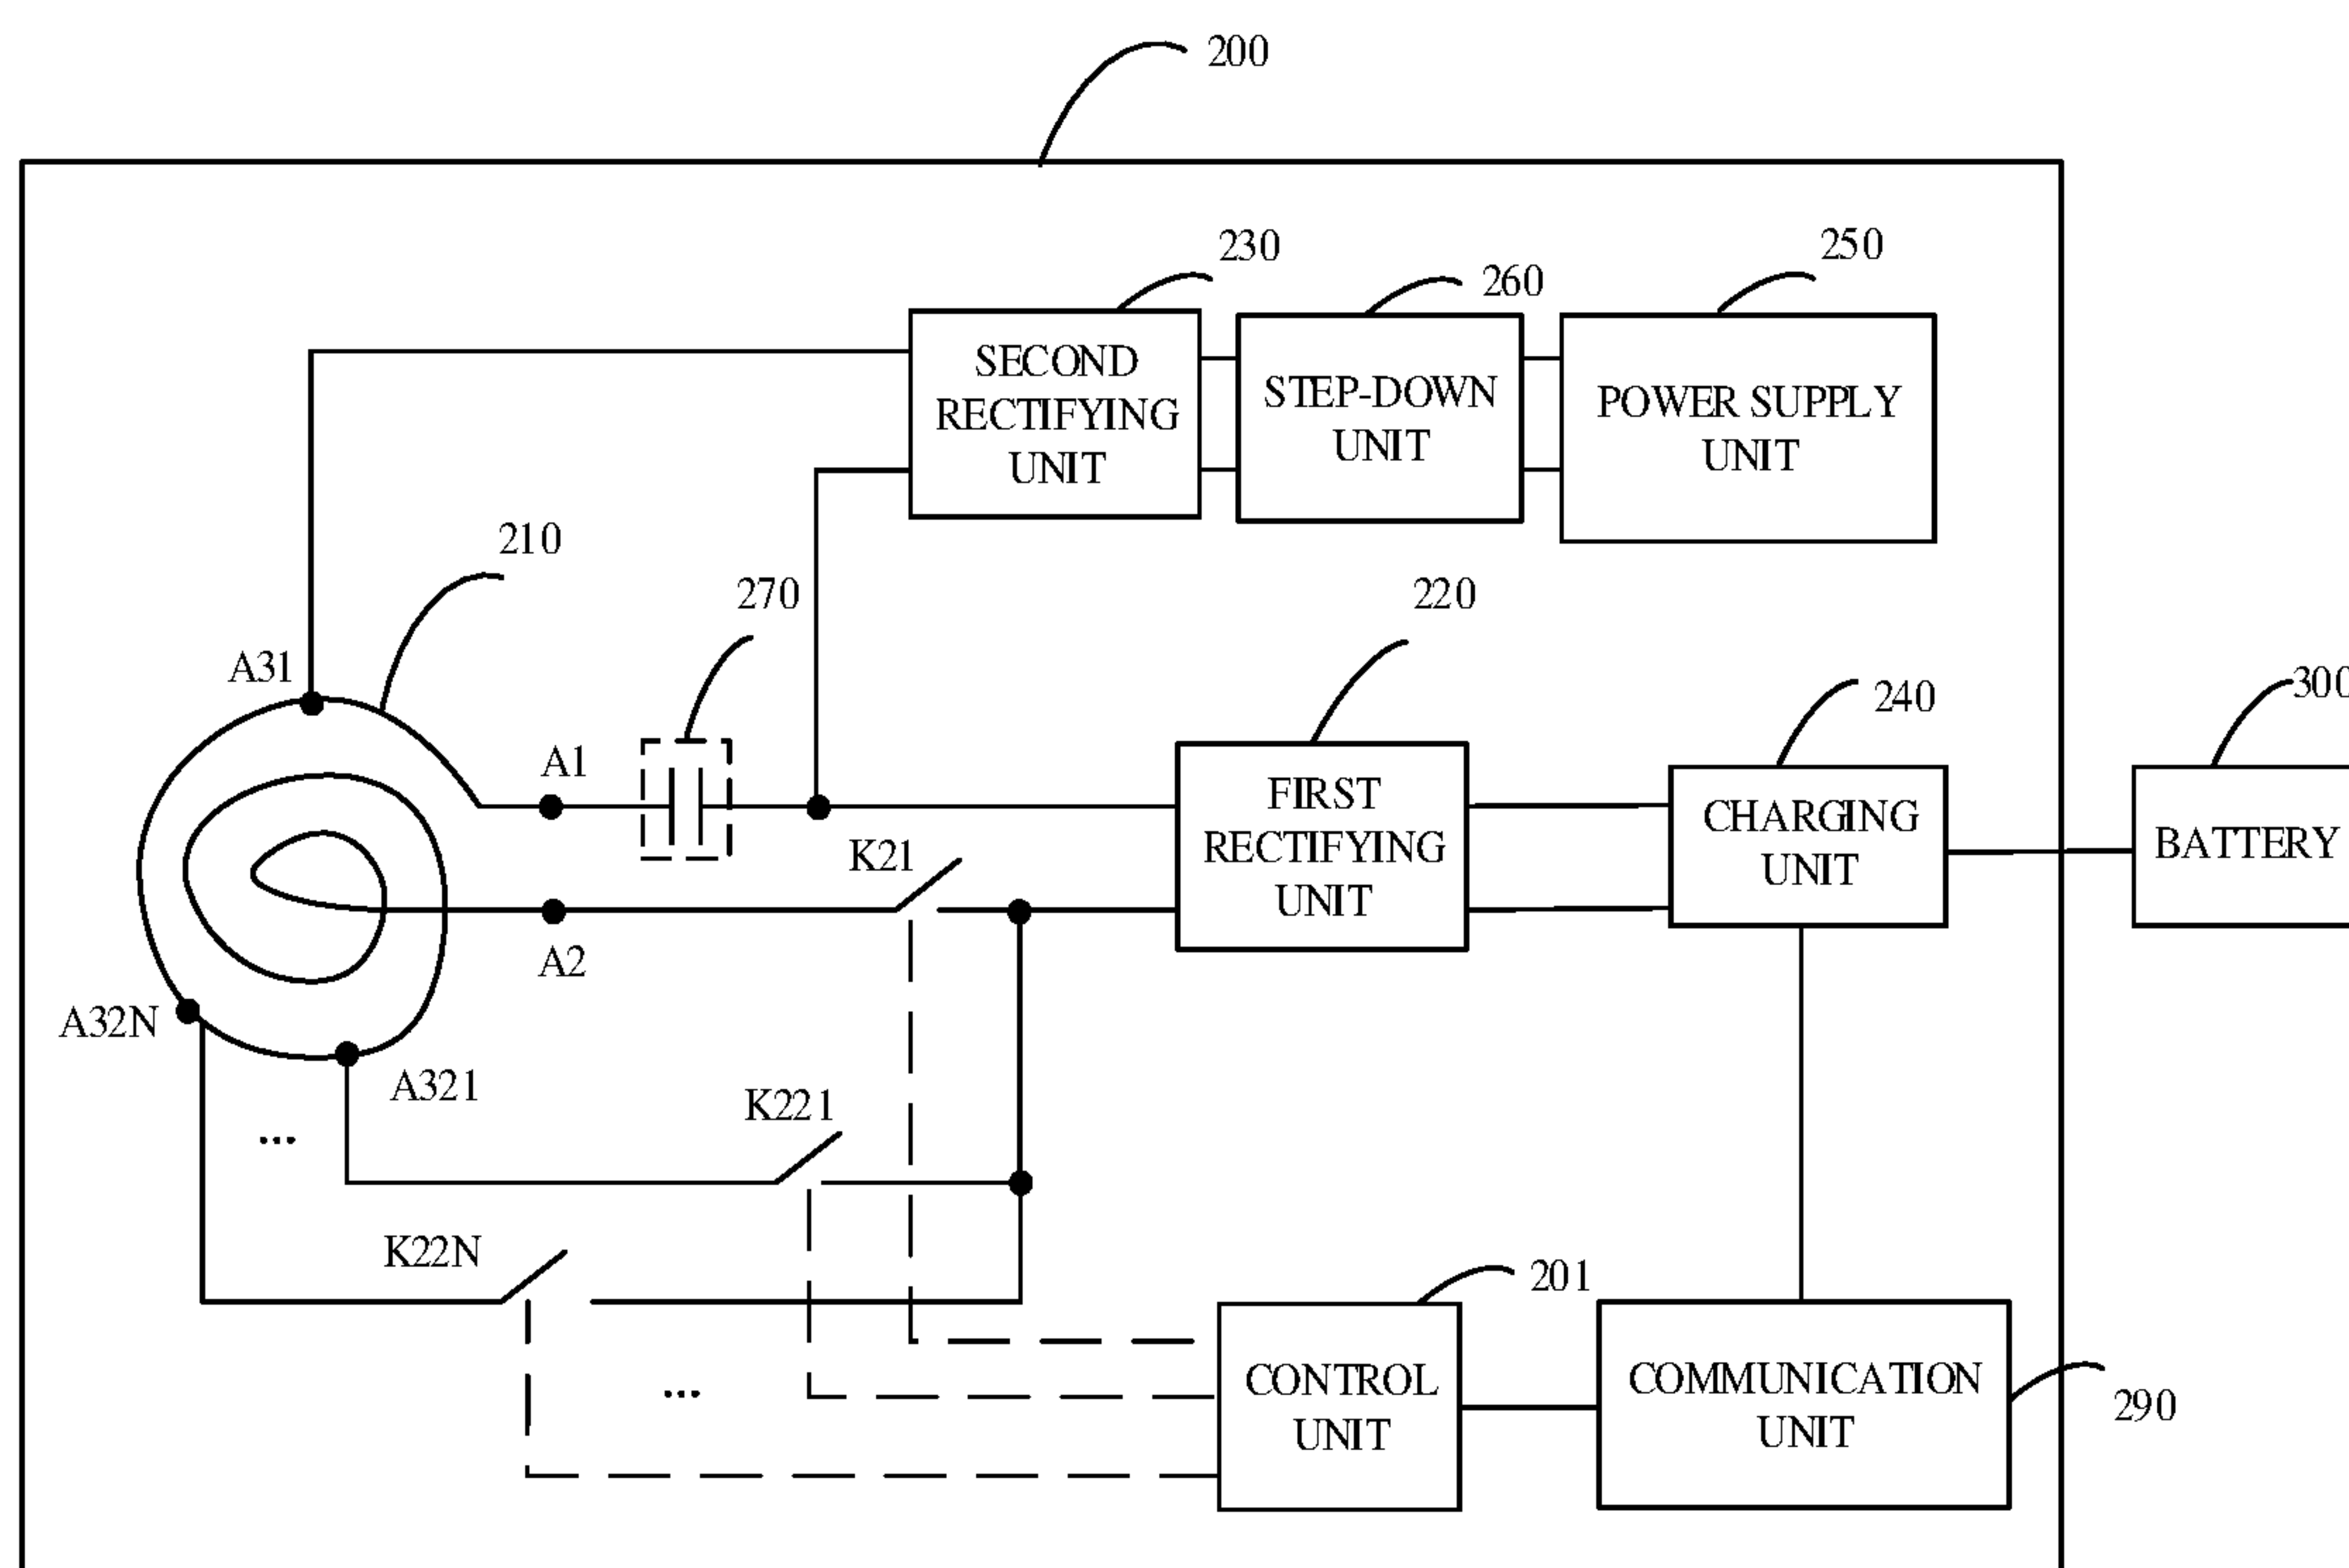 200
230
260
250
SECOND
RECTIFYING
UNIT
STEP-DOWN
UNIT
POWER SUPPLY
UNIT
210
270
220
A31
240
300
A1
FIRST
RECTIFYING
UNIT
CHARGING
UNIT
BATTERY
K21
A2
A32N
A321
K221
...
K22N
201
...
CONTROL
UNIT
COMMUNICATION
UNIT
290